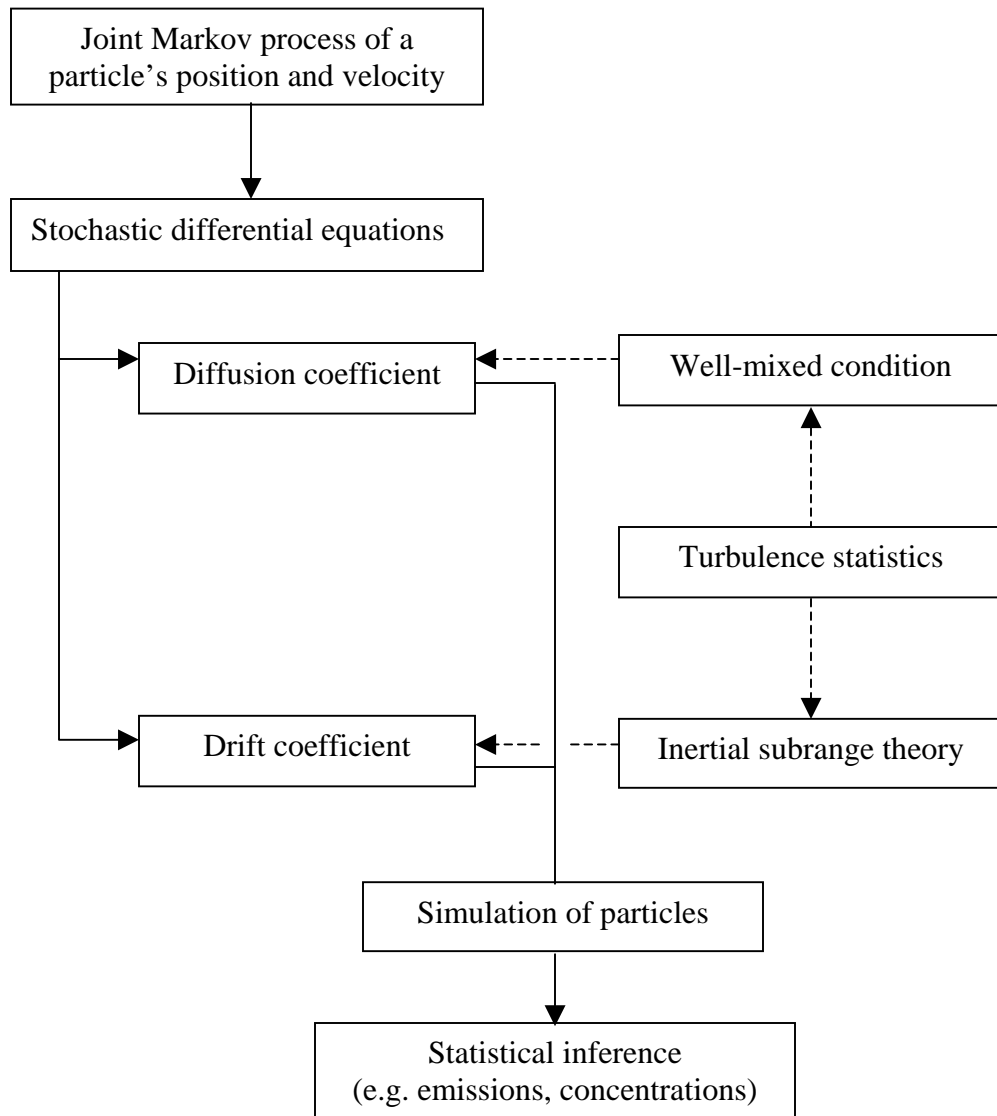 Joint Markov process of a
particle’s position and velocity
Stochastic differential equations
Diffusion coefficient
Well-mixed condition
Turbulence statistics
Drift coefficient
Inertial subrange theory
Simulation of particles
Statistical inference
(e.g. emissions, concentrations)